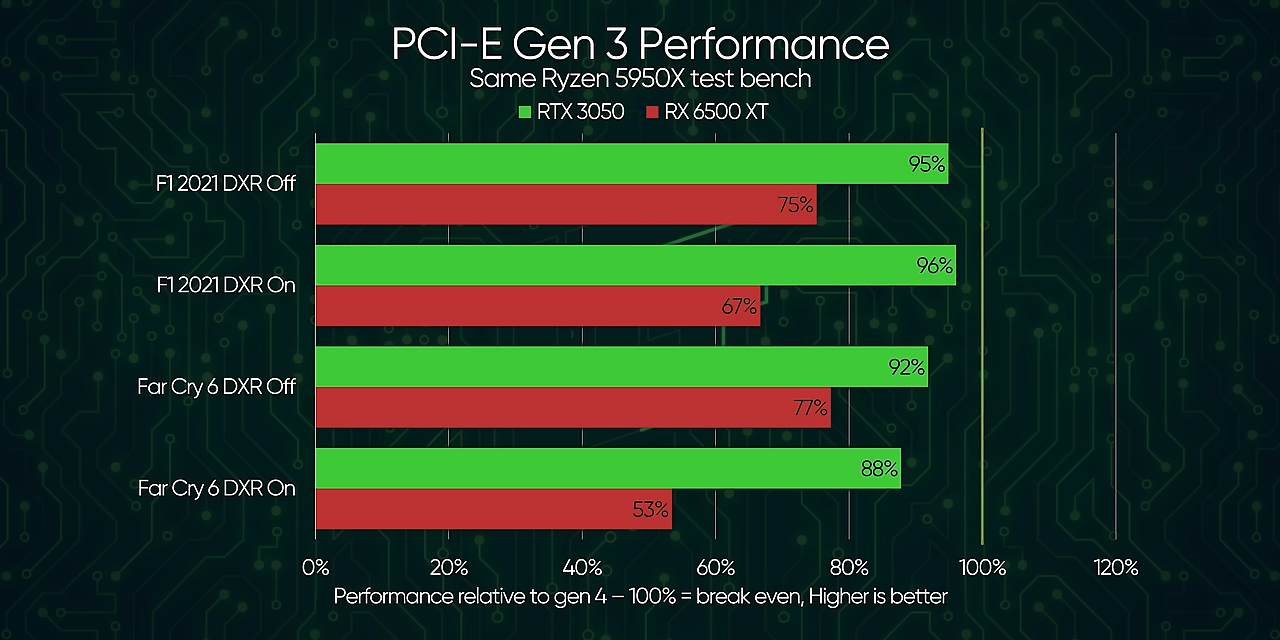 PCI-E Gen 3 Performance
Same Ryzen 5950X test bench
RTX 3050 RX 6500 XT
F1 2021 DXR Off
95%
75%
F1 2021 DXR On
96%
67%
Far Cry 6 DXR Off
92%
77%
Far Cry 6 DXR On
88%
53%
0% 20% 40% 60% 80% 100% 120%
Performance relative to gen 4 – 100% = break even, Higher is better